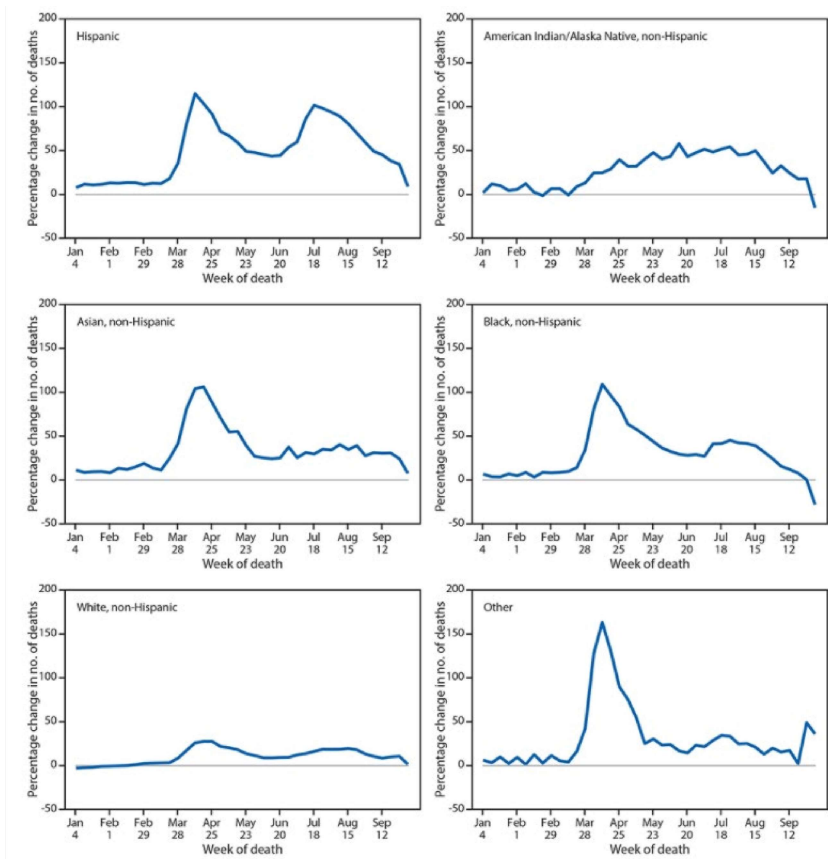 Hispanic
Percentage change in no. of deaths
200
150
100
50
0
-50
Jan Feb Feb Mar Apr May Jun Jul Aug Sep
4 1 29 28 25 23 20 18 15 12
Week of death
American Indian/Alaska Native, non-Hispanic
Percentage change in no. of deaths
200
150
100
50
0
-50
Jan Feb Feb Mar Apr May Jun Jul Aug Sep
4 1 29 28 25 23 20 18 15 12
Week of death
Asian, non-Hispanic
Percentage change in no. of deaths
200
150
100
50
0
-50
Jan Feb Feb Mar Apr May Jun Jul Aug Sep
4 1 29 28 25 23 20 18 15 12
Week of death
Black, non-Hispanic
Percentage change in no. of deaths
200
150
100
50
0
-50
Jan Feb Feb Mar Apr May Jun Jul Aug Sep
4 1 29 28 25 23 20 18 15 12
Week of death
White, non-Hispanic
Percentage change in no. of deaths
200
150
100
50
0
-50
Jan Feb Feb Mar Apr May Jun Jul Aug Sep
4 1 29 28 25 23 20 18 15 12
Week of death
Other
Percentage change in no. of deaths
200
150
100
50
0
-50
Jan Feb Feb Mar Apr May Jun Jul Aug Sep
4 1 29 28 25 23 20 18 15 12
Week of death